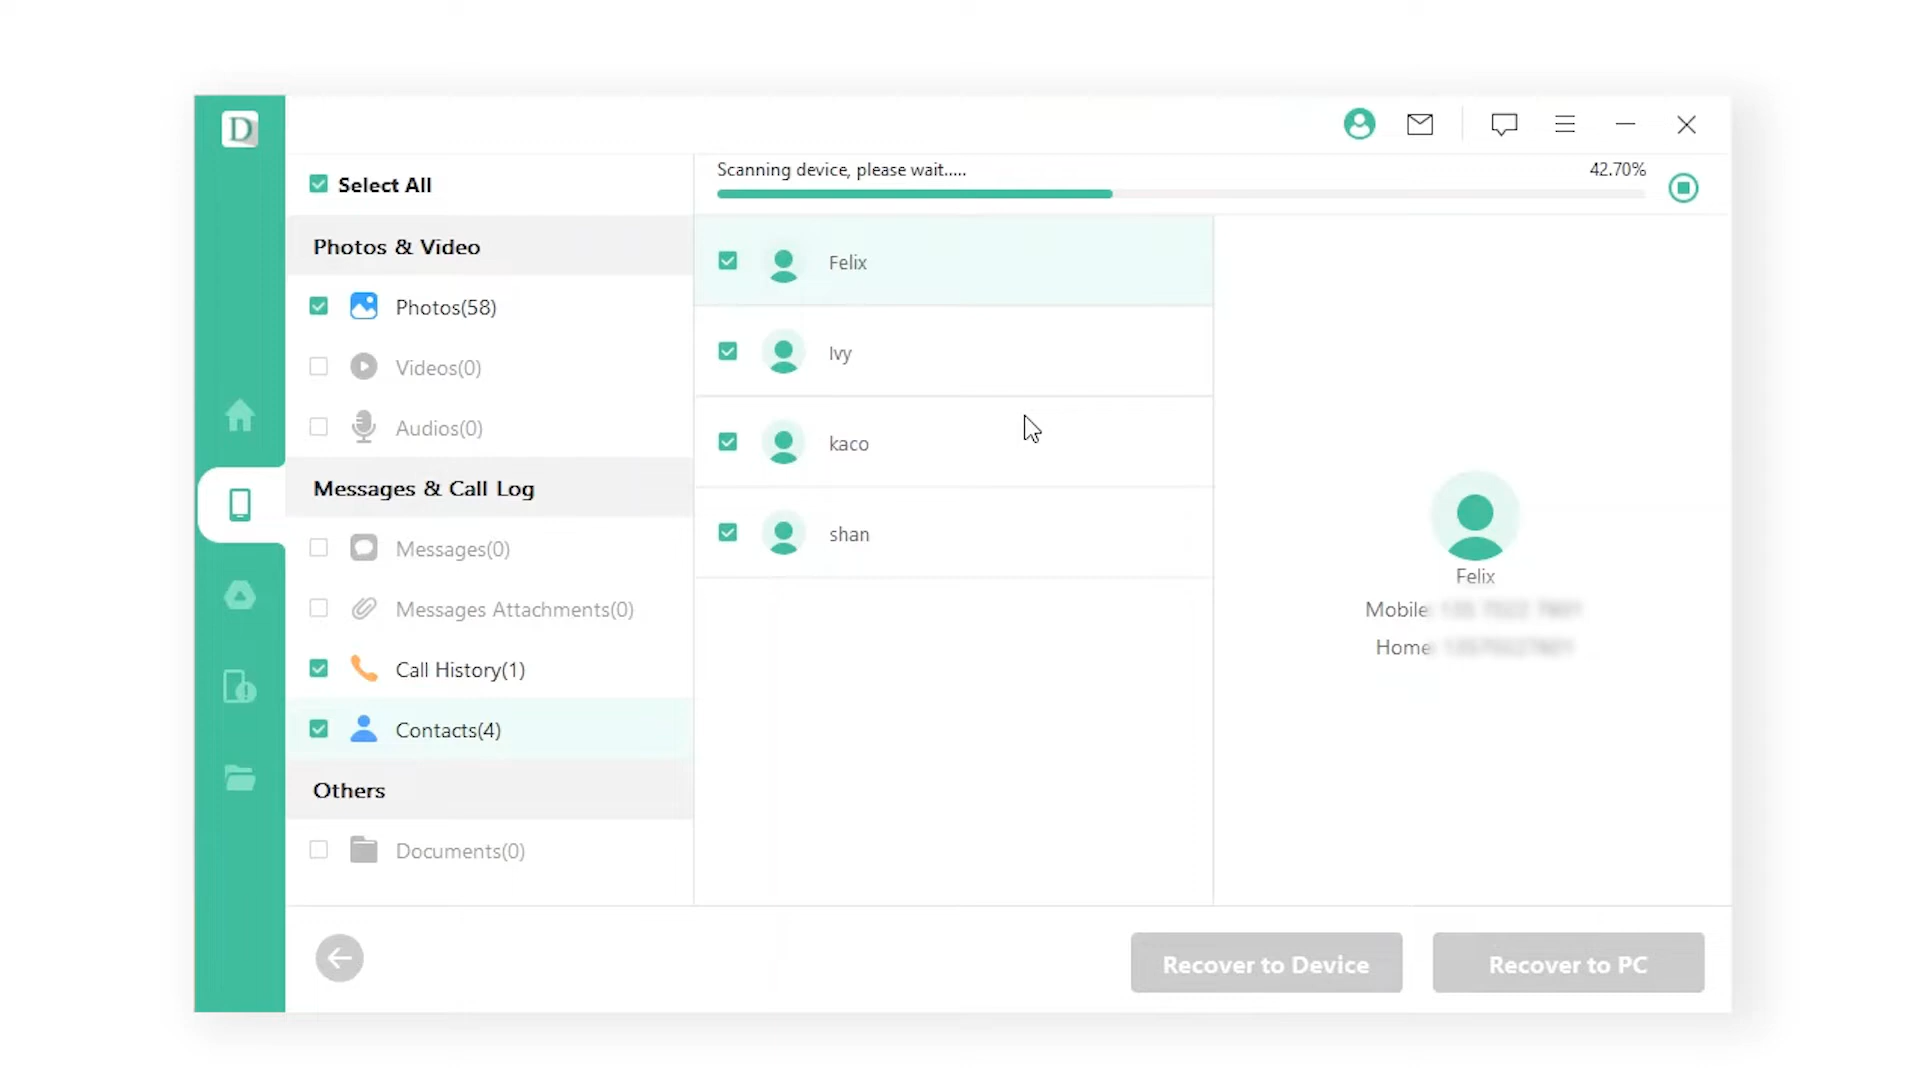 D
Scanning device, please wait.....
42.70%
Select All
Photos & Video
Photos(58)
Videos(0)
Audios(0)
Messages & Call Log
Messages(0)
Messages Attachments(0)
Call History(1)
Contacts(4)
Others
Documents(0)
Felix
Ivy
kaco
shan
Felix
Mobile
Home
Recover to Device
Recover to PC